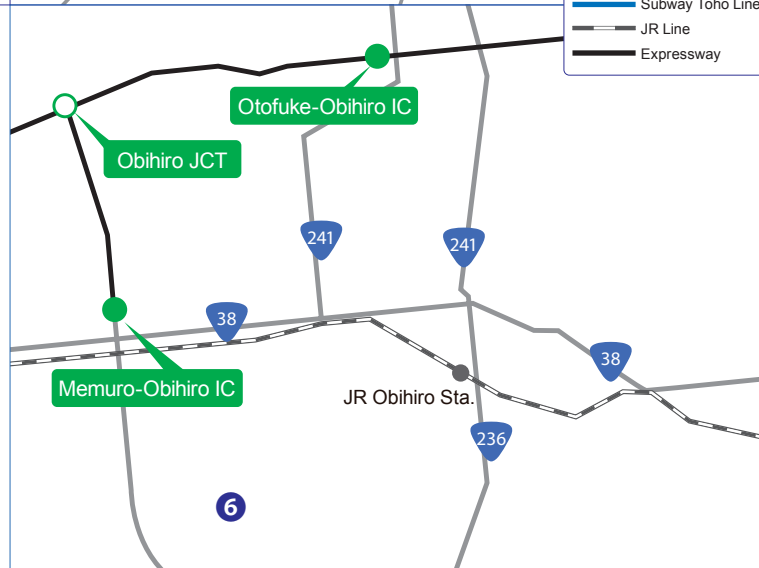 Subway Toho Line
JR Line
Expressway
Otofuke-Obihiro IC
Obihiro JCT
241
241
38
38
Memuro-Obihiro IC
JR Obihiro Sta.
236
6